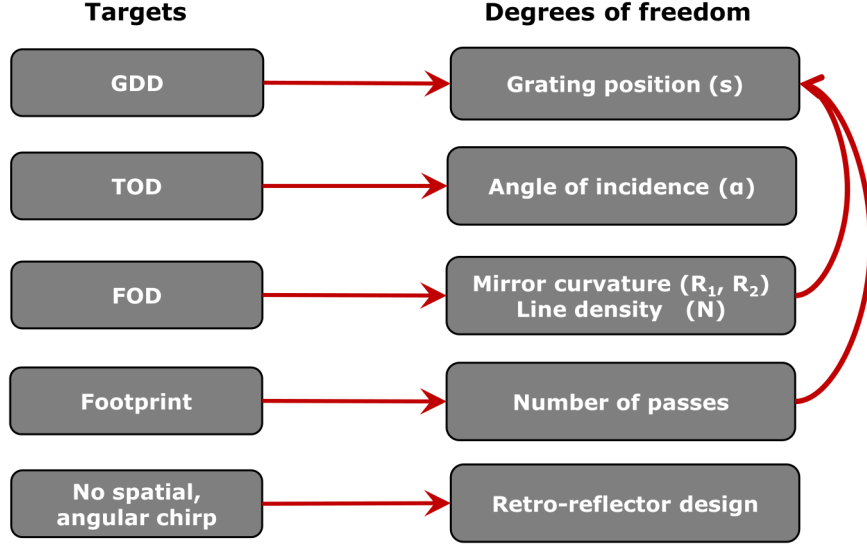 Targets
Degrees of freedom
GDD
Grating position (s)
TOD
Angle of incidence (α)
FOD
Mirror curvature (R₁, R₂)
Line density (N)
Footprint
Number of passes
No spatial,
angular chirp
Retro-reflector design